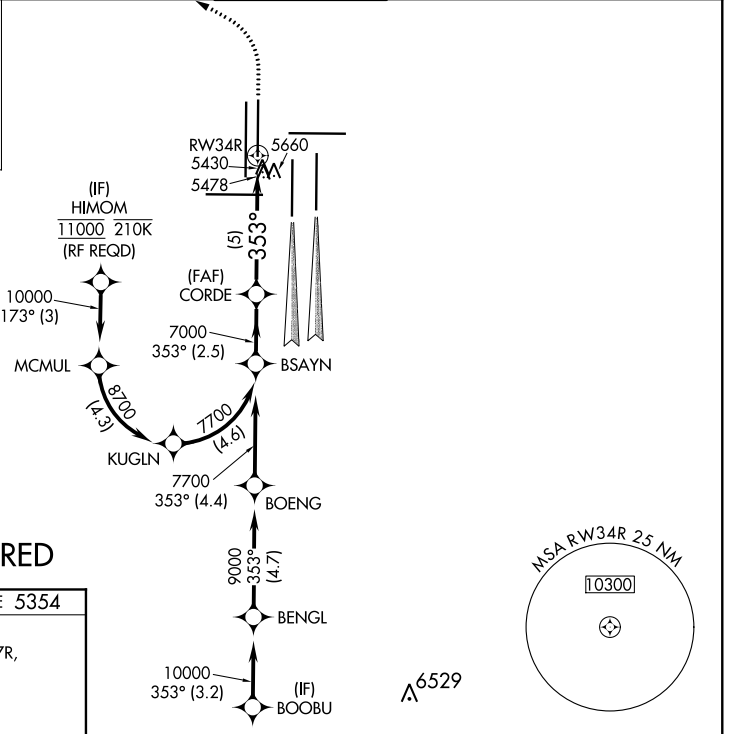 RW34R
5660
5430
5478
(IF)
HIMOM
11000 210K
(RF REQD)
10000
173° (3)
(5)
353°
(FAF)
CORDE
7000
353° (2.5)
MCMUL
BSAYN
8700
(4.3)
7700
(4.6)
KUGLN
7700
353° (4.4)
BOENG
RED
9000
353°
(4.7)
E 5354
7R,
BENGL
10000
353° (3.2)
(IF)
BOOBU
6529
MSA RW34R 25 NM
10300